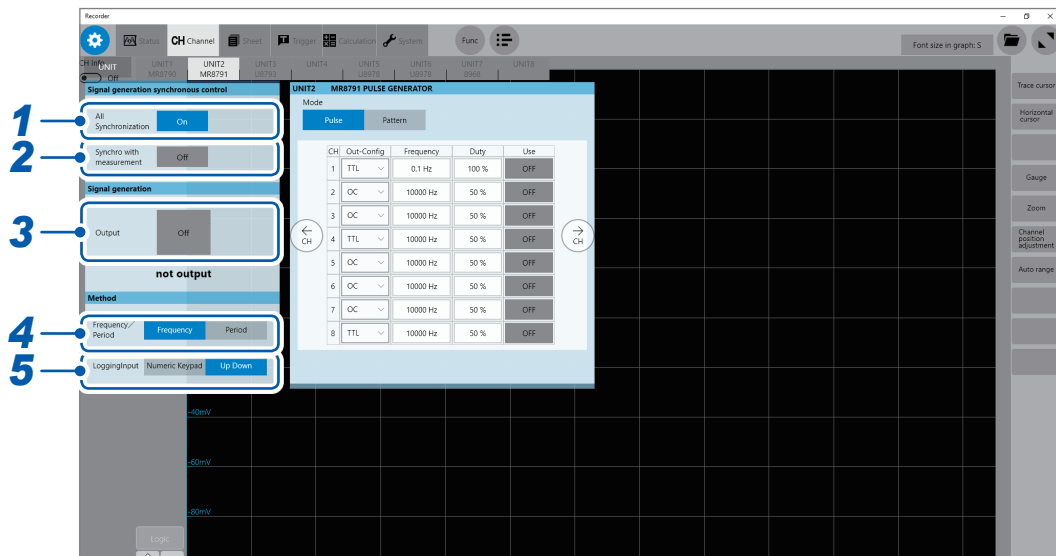 Recorder
Status
CH Channel
Sheet
Trigger
Calculation
System
Func
Font size in graph: S
CH Info
Off
UNIT
UNIT1
MR8790
UNIT2
MR8791
UNIT3
U8793
UNIT4
UNIT5
U8976
UNIT6
U8978
UNIT7
8968
UNIT8
Signal generation synchronous control
1
All
Synchronization
On
2
Synchro with
measurement
Off
Signal generation
3
Output
Off
not output
Method
4
Frequency/
Period
Frequency
Period
5
LoggingInput
Numeric Keypad
Up Down
UNIT2 MR8791 PULSE GENERATOR
Mode
Pulse
Pattern
CH Out-Config Frequency Duty Use
1 TTL 0.1 Hz 100 % OFF
2 OC 10000 Hz 50 % OFF
3 OC 10000 Hz 50 % OFF
4 TTL 10000 Hz 50 % OFF
5 OC 10000 Hz 50 % OFF
6 OC 10000 Hz 50 % OFF
7 OC 10000 Hz 50 % OFF
8 TTL 10000 Hz 50 % OFF
← CH
→ CH
-40mV
-60mV
-80mV
Logic
Trace cursor
Horizontal
cursor
Gauge
Zoom
Channel
position
adjustment
Auto range